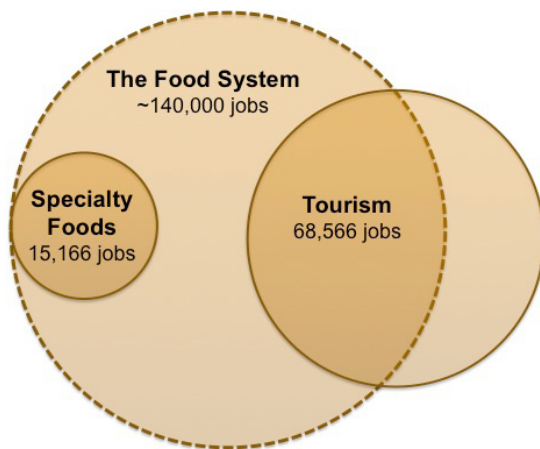 The Food System
~140,000 jobs
Specialty
Foods
15,166 jobs
Tourism
68,566 jobs